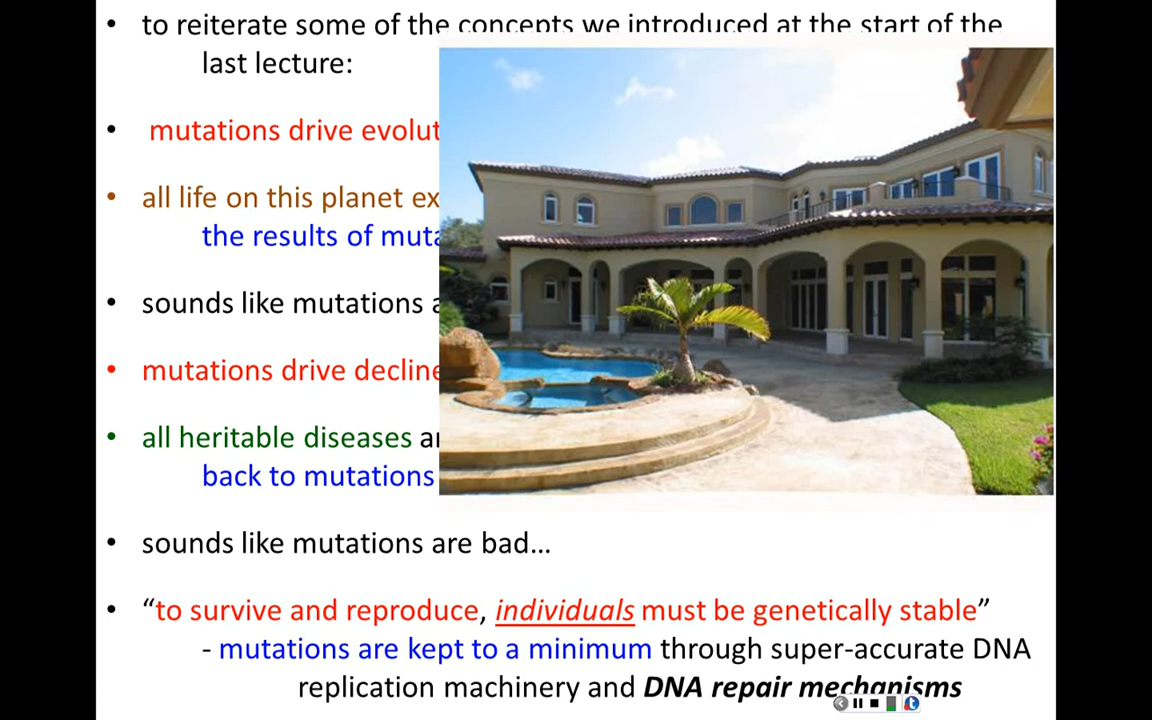 • to reiterate some of the concepts we introduced at the start of the
last lecture:
• mutations drive evolut
• all life on this planet ex
the results of muta
• sounds like mutations a
• mutations drive decline
• all heritable diseases ar
back to mutations
• sounds like mutations are bad...
• “to survive and reproduce, individuals must be genetically stable”
- mutations are kept to a minimum through super-accurate DNA
replication machinery and DNA repair mechanisms